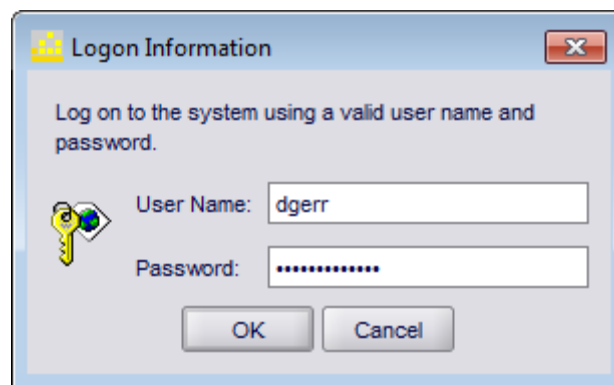 Logon Information
Log on to the system using a valid user name and
password.
User Name: dgerr
Password: •••••••••••••
OK Cancel